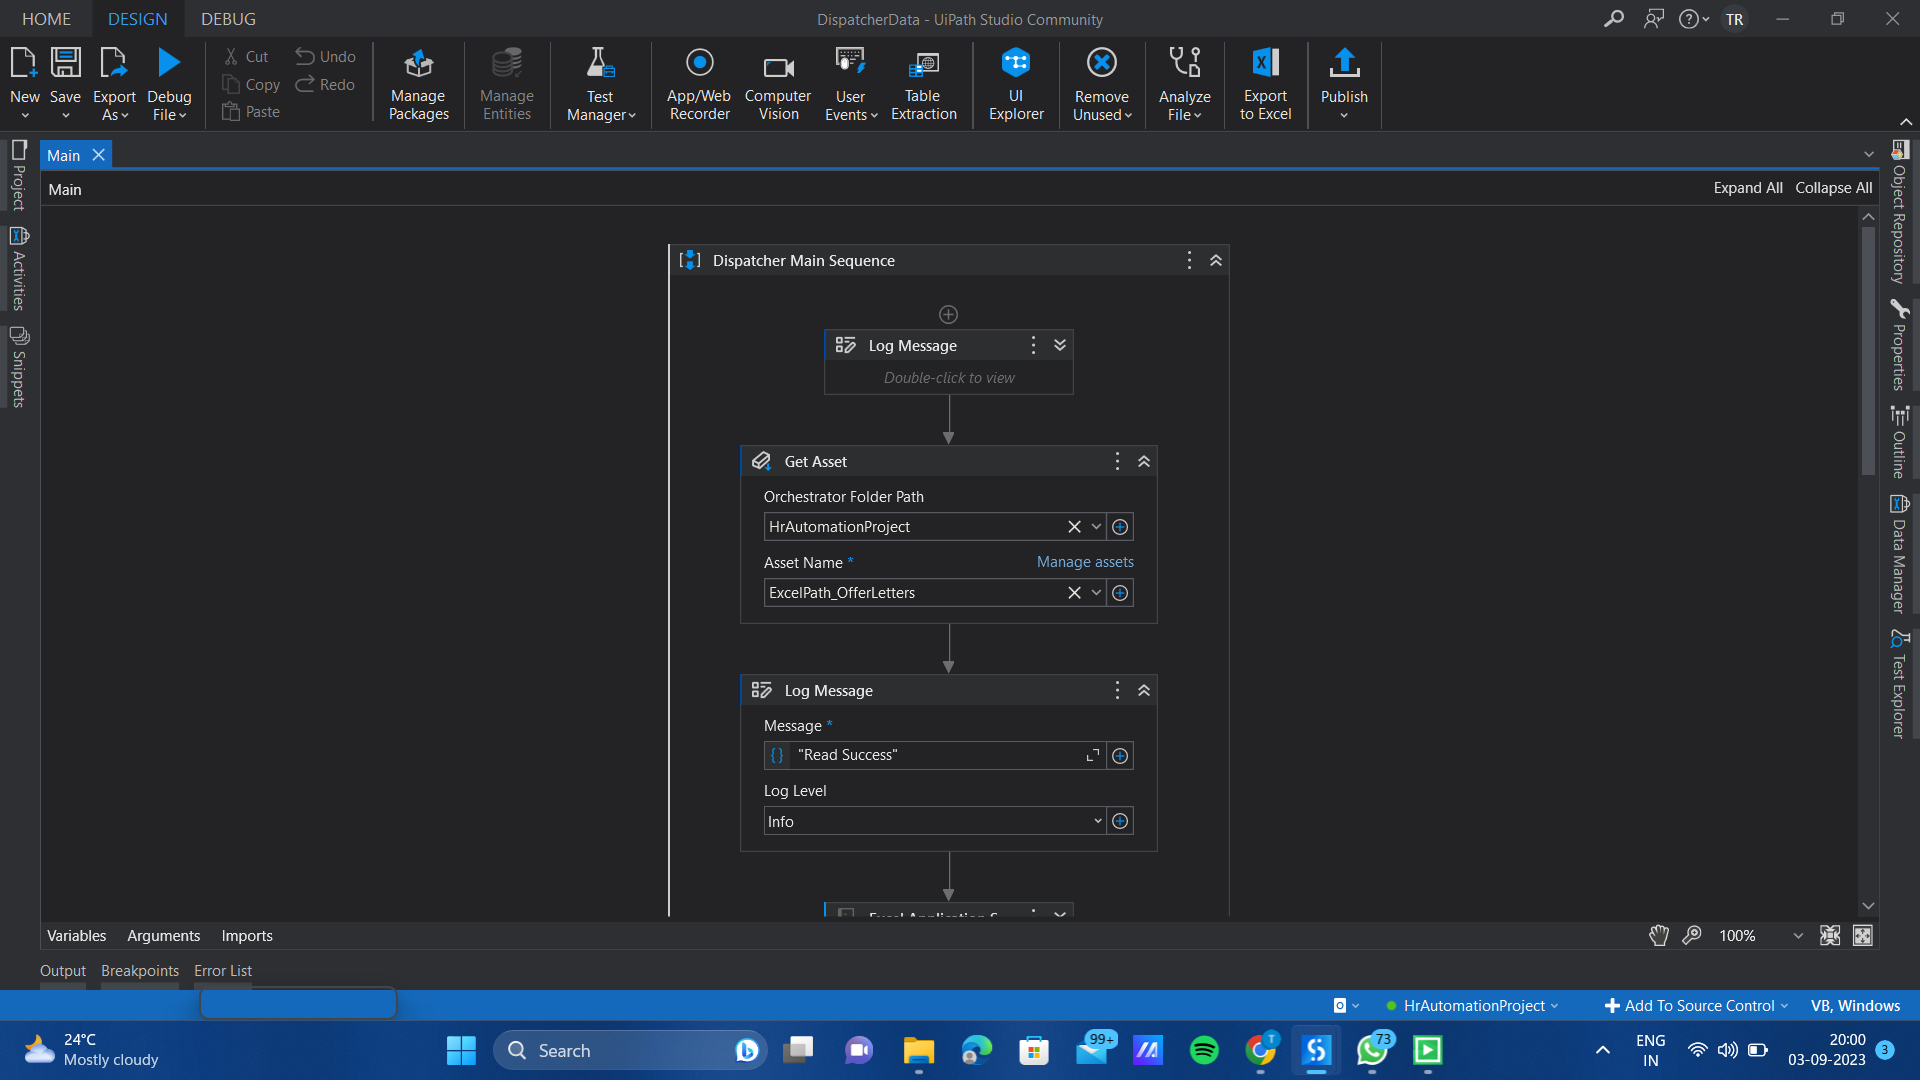 HOME DESIGN DEBUG DispatcherData - UiPath Studio Community TR
New Save Export As Debug File Cut Copy Paste Undo Redo Manage Packages Manage Entities Test Manager App/Web Recorder Computer Vision User Events Table Extraction UI Explorer Remove Unused Analyze File Export to Excel Publish
Main
Main Expand All Collapse All
Project
Activities
Snippets
Object Repository
Properties
Outline
Data Manager
Test Explorer
Dispatcher Main Sequence
Log Message
Double-click to view
Get Asset
Orchestrator Folder Path
HrAutomationProject
Asset Name * Manage assets
ExcelPath_OfferLetters
Log Message
Message *
{} "Read Success"
Log Level
Info
Variables Arguments Imports 100%
Output Breakpoints Error List
HrAutomationProject Add To Source Control VB, Windows
24°C
Mostly cloudy
Search
99+
T
73
ENG
IN
20:00
03-09-2023
3